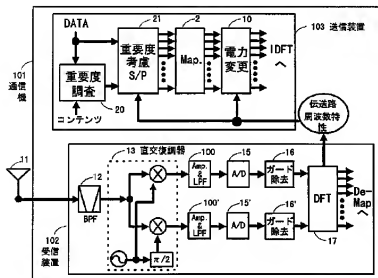 DATA
21
2
10
103 送信装置
重要度
考慮
S/P
Map.
電力
変更
IDFT
へ
101
通信
機
重要度
調査
20
コンテンツ
伝送路
周波数特
性
11
12
BPF
13 直交復調器
100
Amp.
&
LPF
15
A/D
16
ガード
除去
DFT
17
De-
Map
へ
π/2
100'
Amp.
&
LPF
15'
A/D
16'
ガード
除去
102
受信
装置